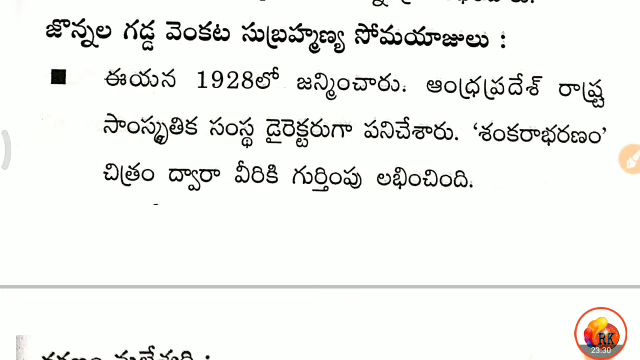 జొన్నల గడ్డ వెంకట సుబ్రహ్మణ్య సోమయాజులు :
■ ఈయన 1928లో జన్మించారు. ఆంధ్రప్రదేశ్ రాష్ట్ర
సాంస్కృతిక సంస్థ డైరెక్టరుగా పనిచేశారు. 'శంకరాభరణం'
చిత్రం ద్వారా వీరికి గుర్తింపు లభించింది.
RK
23:30